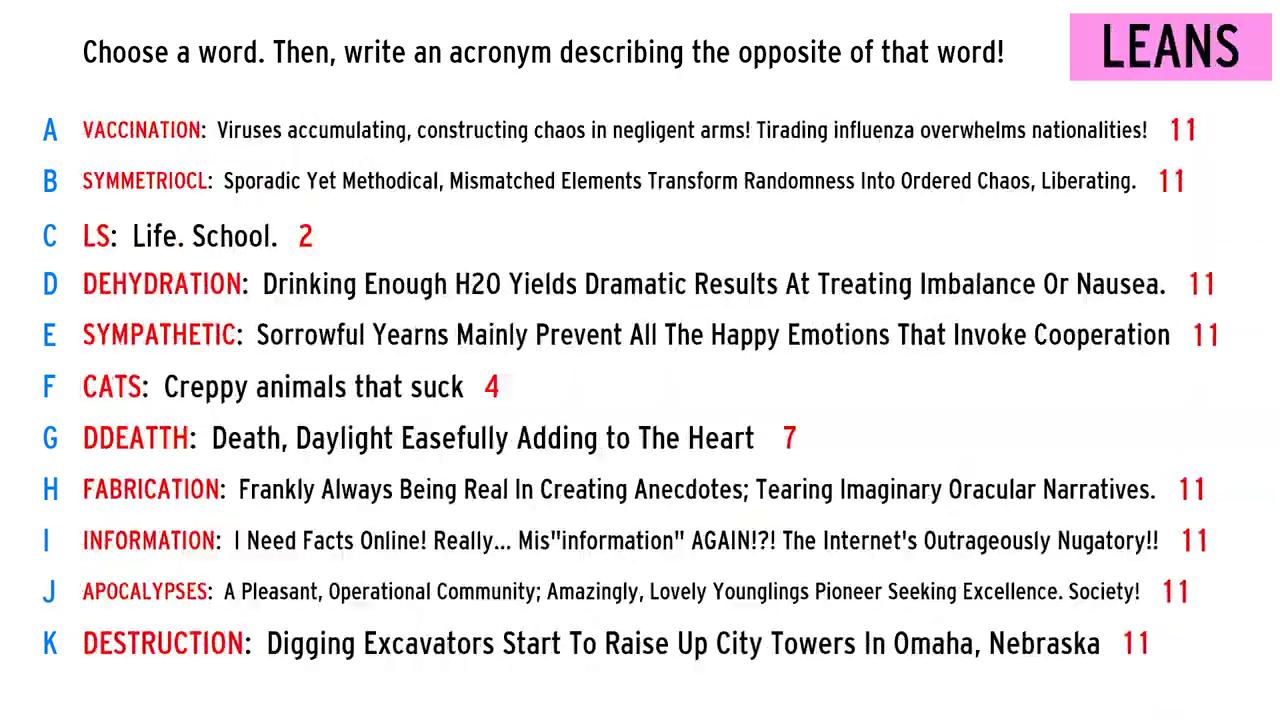 Choose a word. Then, write an acronym describing the opposite of that word!
LEANS
A VACCINATION: Viruses accumulating, constructing chaos in negligent arms! Tirading influenza overwhelms nationalities! 11
B SYMMETRIOCL: Sporadic Yet Methodical, Mismatched Elements Transform Randomness Into Ordered Chaos, Liberating. 11
C LS: Life. School. 2
D DEHYDRATION: Drinking Enough H2O Yields Dramatic Results At Treating Imbalance Or Nausea. 11
E SYMPATHETIC: Sorrowful Yearns Mainly Prevent All The Happy Emotions That Invoke Cooperation 11
F CATS: Creppy animals that suck 4
G DDEATTH: Death, Daylight Easefully Adding to The Heart 7
H FABRICATION: Frankly Always Being Real In Creating Anecdotes; Tearing Imaginary Oracular Narratives. 11
I INFORMATION: I Need Facts Online! Really... Mis"information" AGAIN!?! The Internet's Outrageously Nugatory!! 11
J APOCALYPSES: A Pleasant, Operational Community; Amazingly, Lovely Younglings Pioneer Seeking Excellence. Society! 11
K DESTRUCTION: Digging Excavators Start To Raise Up City Towers In Omaha, Nebraska 11